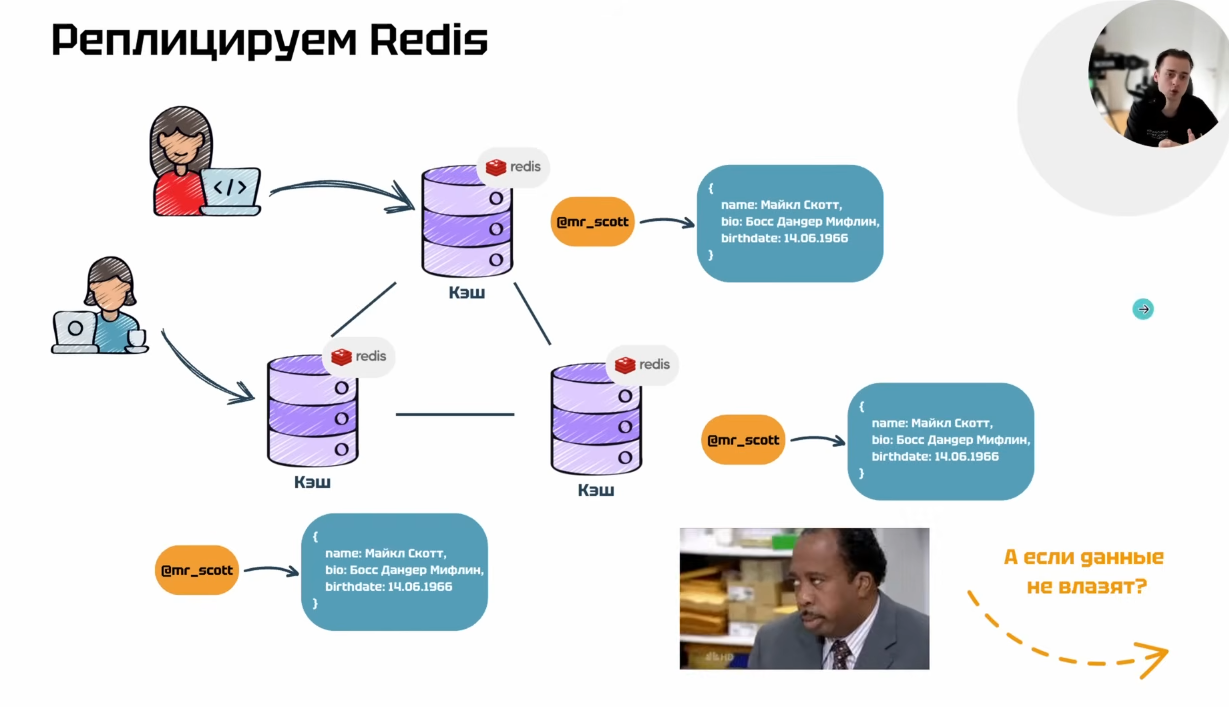 Реплицируем Redis
</>
redis
@mr_scott
{
name: Майкл Скотт,
bio: Босс Дандер Мифлин,
birthdate: 14.06.1966
}
Кэш
redis
redis
Кэш
Кэш
@mr_scott
{
name: Майкл Скотт,
bio: Босс Дандер Мифлин,
birthdate: 14.06.1966
}
@mr_scott
{
name: Майкл Скотт,
bio: Босс Дандер Мифлин,
birthdate: 14.06.1966
}
HD
А если данные
не влазят?